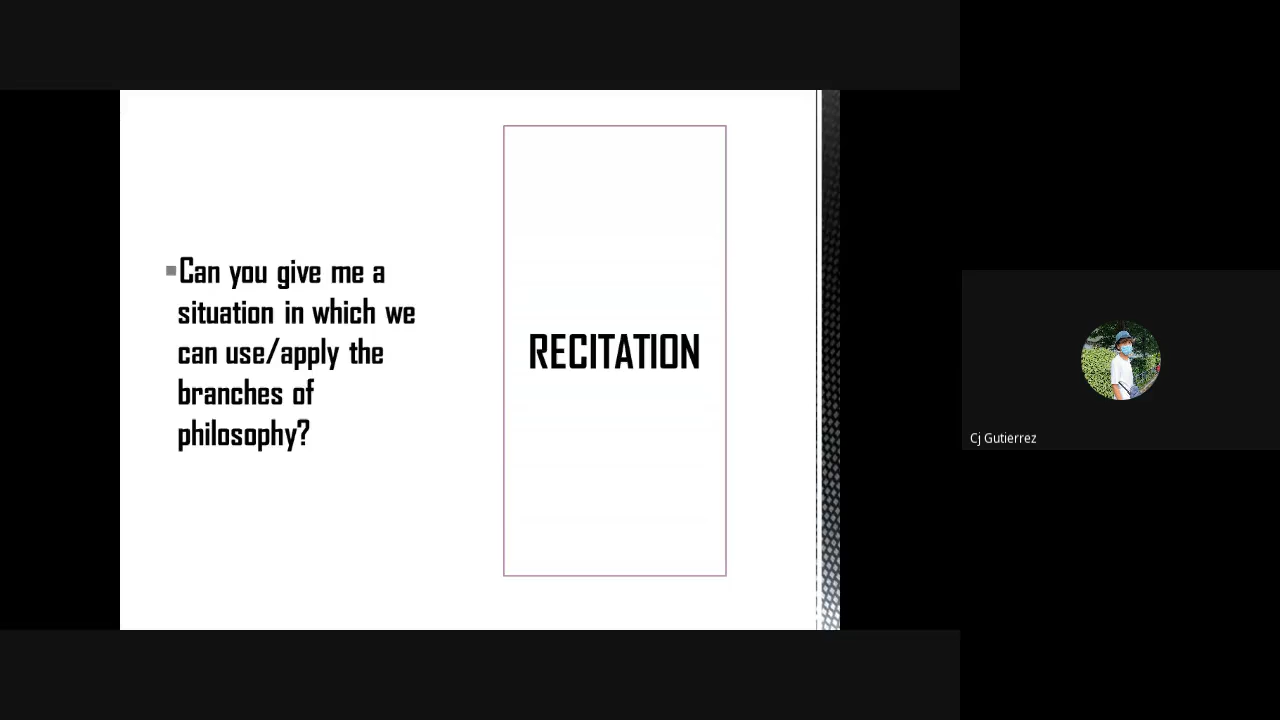 Can you give me a
situation in which we
can use/apply the
branches of
philosophy?
RECITATION
Cj Gutierrez